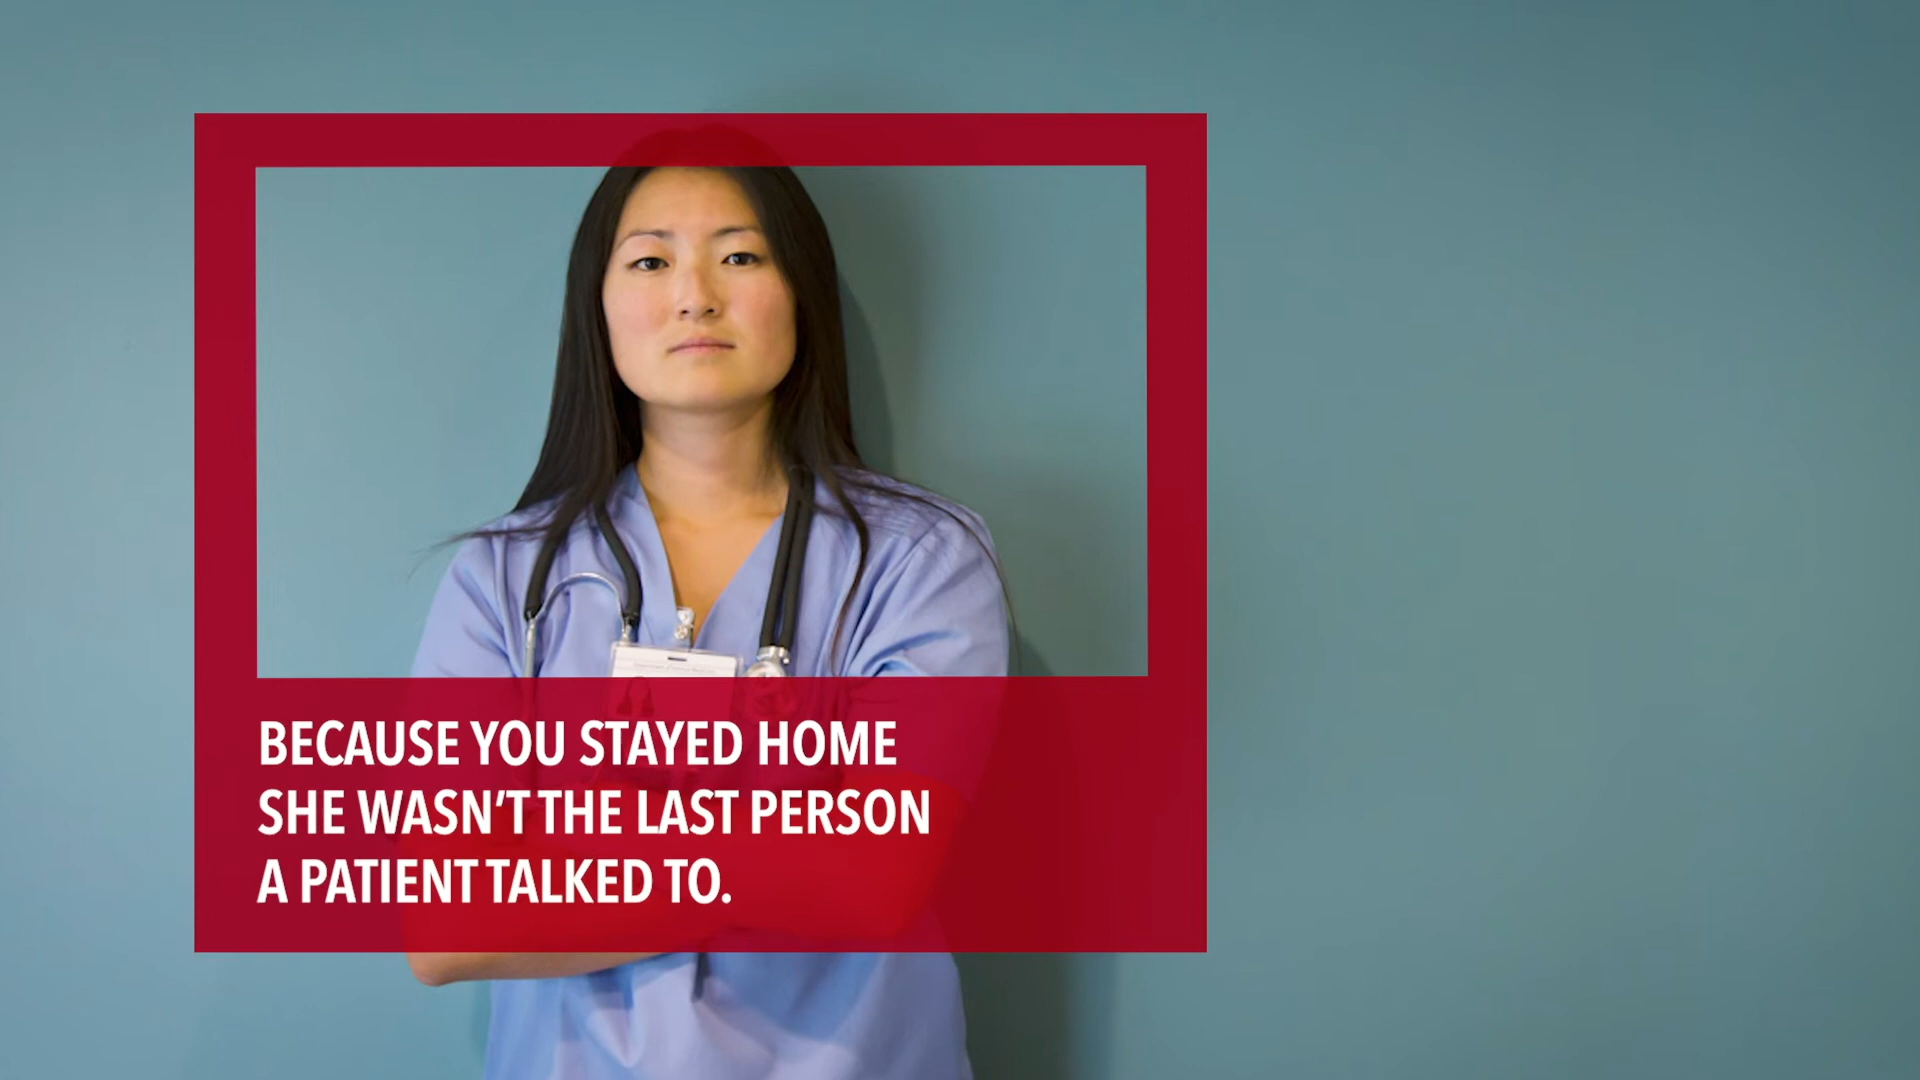 BECAUSE YOU STAYED HOME
SHE WASN'T THE LAST PERSON
A PATIENT TALKED TO.